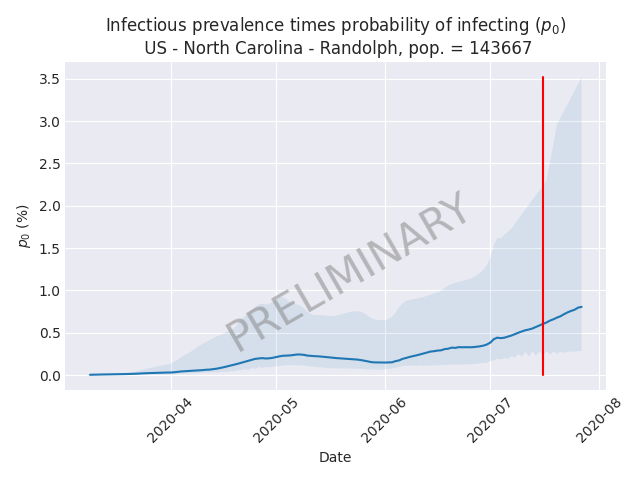 Infectious prevalence times probability of infecting (p₀)
US - North Carolina - Randolph, pop. = 143667
3.5
3.0
2.5
2.0
1.5
1.0
0.5
0.0
p₀ (%)
PRELIMINARY
2020-04
2020-05
2020-06
2020-07
2020-08
Date